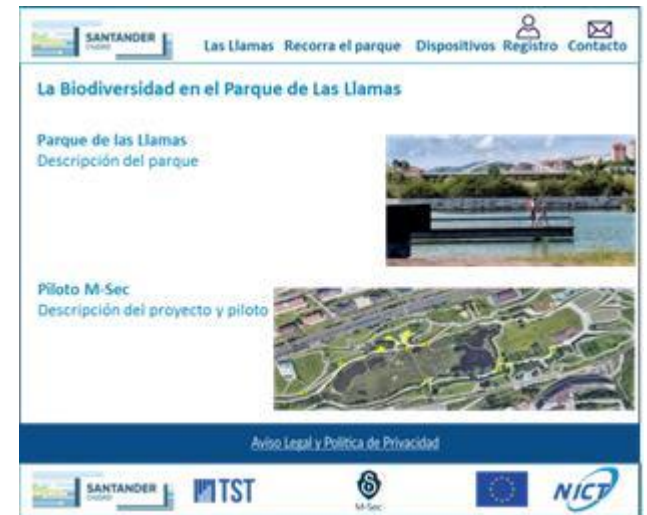 SANTANDER
CIUDAD
Las Llamas Recorra el parque Dispositivos Registro Contacto
La Biodiversidad en el Parque de Las Llamas
Parque de las Llamas
Descripción del parque
Piloto M-Sec
Descripción del proyecto y piloto
Aviso Legal y Política de Privacidad
SANTANDER
CIUDAD
TST
M-Sec
NICT